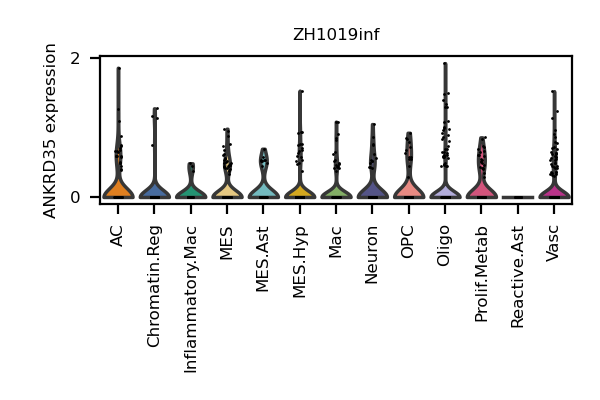 ZH1019inf
ANKRD35 expression
2
0
AC
Chromatin.Reg
Inflammatory.Mac
MES
MES.Ast
MES.Hyp
Mac
Neuron
OPC
Oligo
Prolif.Metab
Reactive.Ast
Vasc